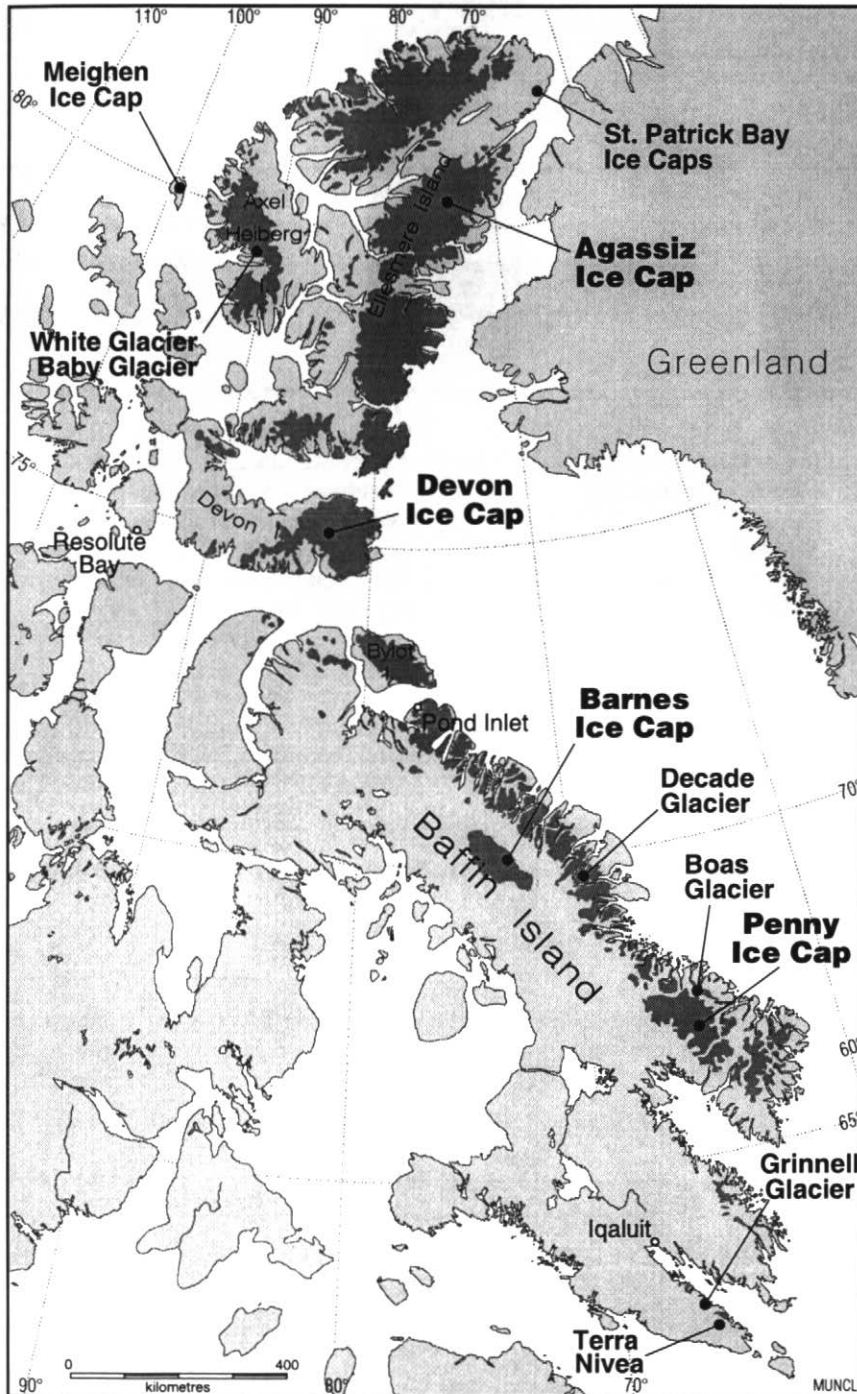 110°
100°
90°
80°
70°
Meighen
Ice Cap
80°
St. Patrick Bay
Ice Caps
Axel
Heiberg
Ellesmere Island
Agassiz
Ice Cap
White Glacier
Baby Glacier
Greenland
75°
Devon
Ice Cap
Devon
Resolute
Bay
Bylot
I
Pond Inlet
Barnes
Ice Cap
Decade
Glacier
70°
Baffin Island
Boas
Glacier
Penny
Ice Cap
60°
65°
Grinnell
Glacier
Iqaluit
Terra
Nivea
0 400
kilometres
90°
80°
70°
MUNCL